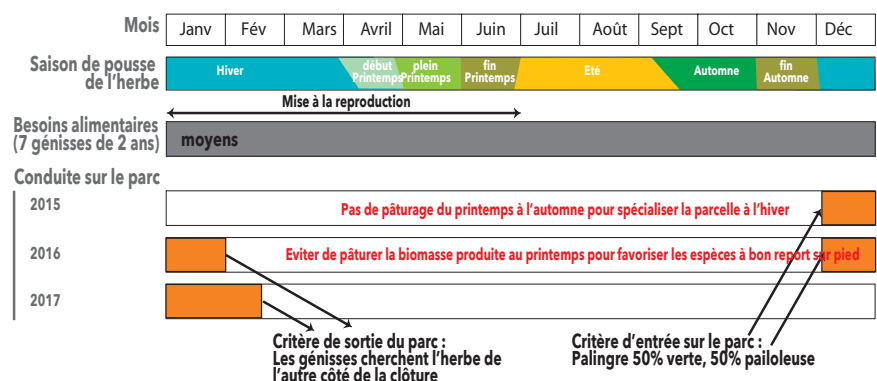 Mois Janv Fév Mars Avril Mai Juin Juil Août Sept Oct Nov Déc
Saison de pousse
de l'herbe
Hiver
début
Printemps
plein
Printemps
fin
Printemps
Eté
Automne
fin
Automne
Mise à la reproduction
Besoins alimentaires
(7 génisses de 2 ans)
moyens
Conduite sur le parc
2015
Pas de pâturage du printemps à l'automne pour spécialiser la parcelle à l'hiver
2016
Eviter de pâturer la biomasse produite au printemps pour favoriser les espèces à bon report sur pied
2017
Critère de sortie du parc :
Les génisses cherchent l'herbe de
l'autre côté de la clôture
Critère d'entrée sur le parc :
Palingre 50% verte, 50% pailoleuse